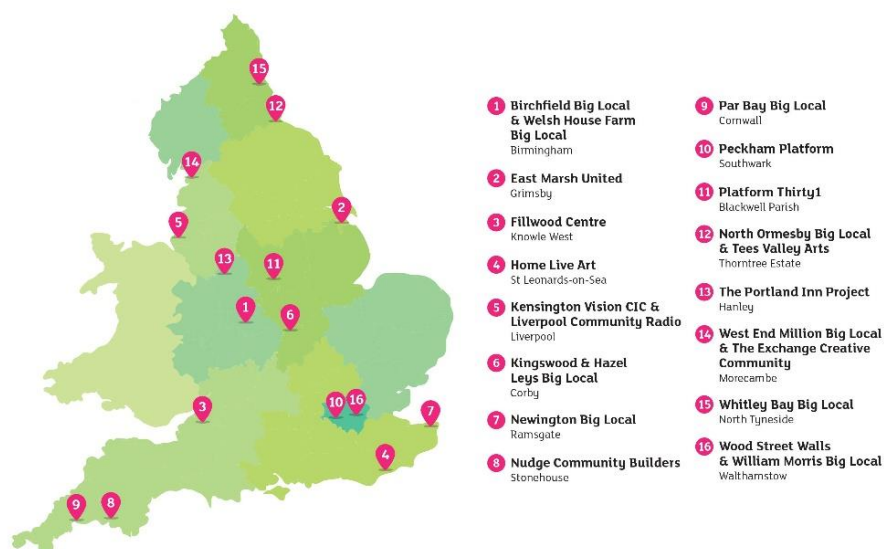 15
12
14
2
5
13
11
1
6
10
16
3
7
4
9
8
1 Birchfield Big Local
& Welsh House Farm
Big Local
Birmingham
2 East Marsh United
Grimsby
3 Fillwood Centre
Knowle West
4 Home Live Art
St Leonards-on-Sea
5 Kensington Vision CIC &
Liverpool Community Radio
Liverpool
6 Kingswood & Hazel
Leys Big Local
Corby
7 Newington Big Local
Ramsgate
8 Nudge Community Builders
Stonehouse
9 Par Bay Big Local
Cornwall
10 Peckham Platform
Southwark
11 Platform Thirty1
Blackwell Parish
12 North Ormesby Big Local
& Tees Valley Arts
Thorntree Estate
13 The Portland Inn Project
Hanley
14 West End Million Big Local
& The Exchange Creative
Community
Morecambe
15 Whitley Bay Big Local
North Tyneside
16 Wood Street Walls
& William Morris Big Local
Walthamstow